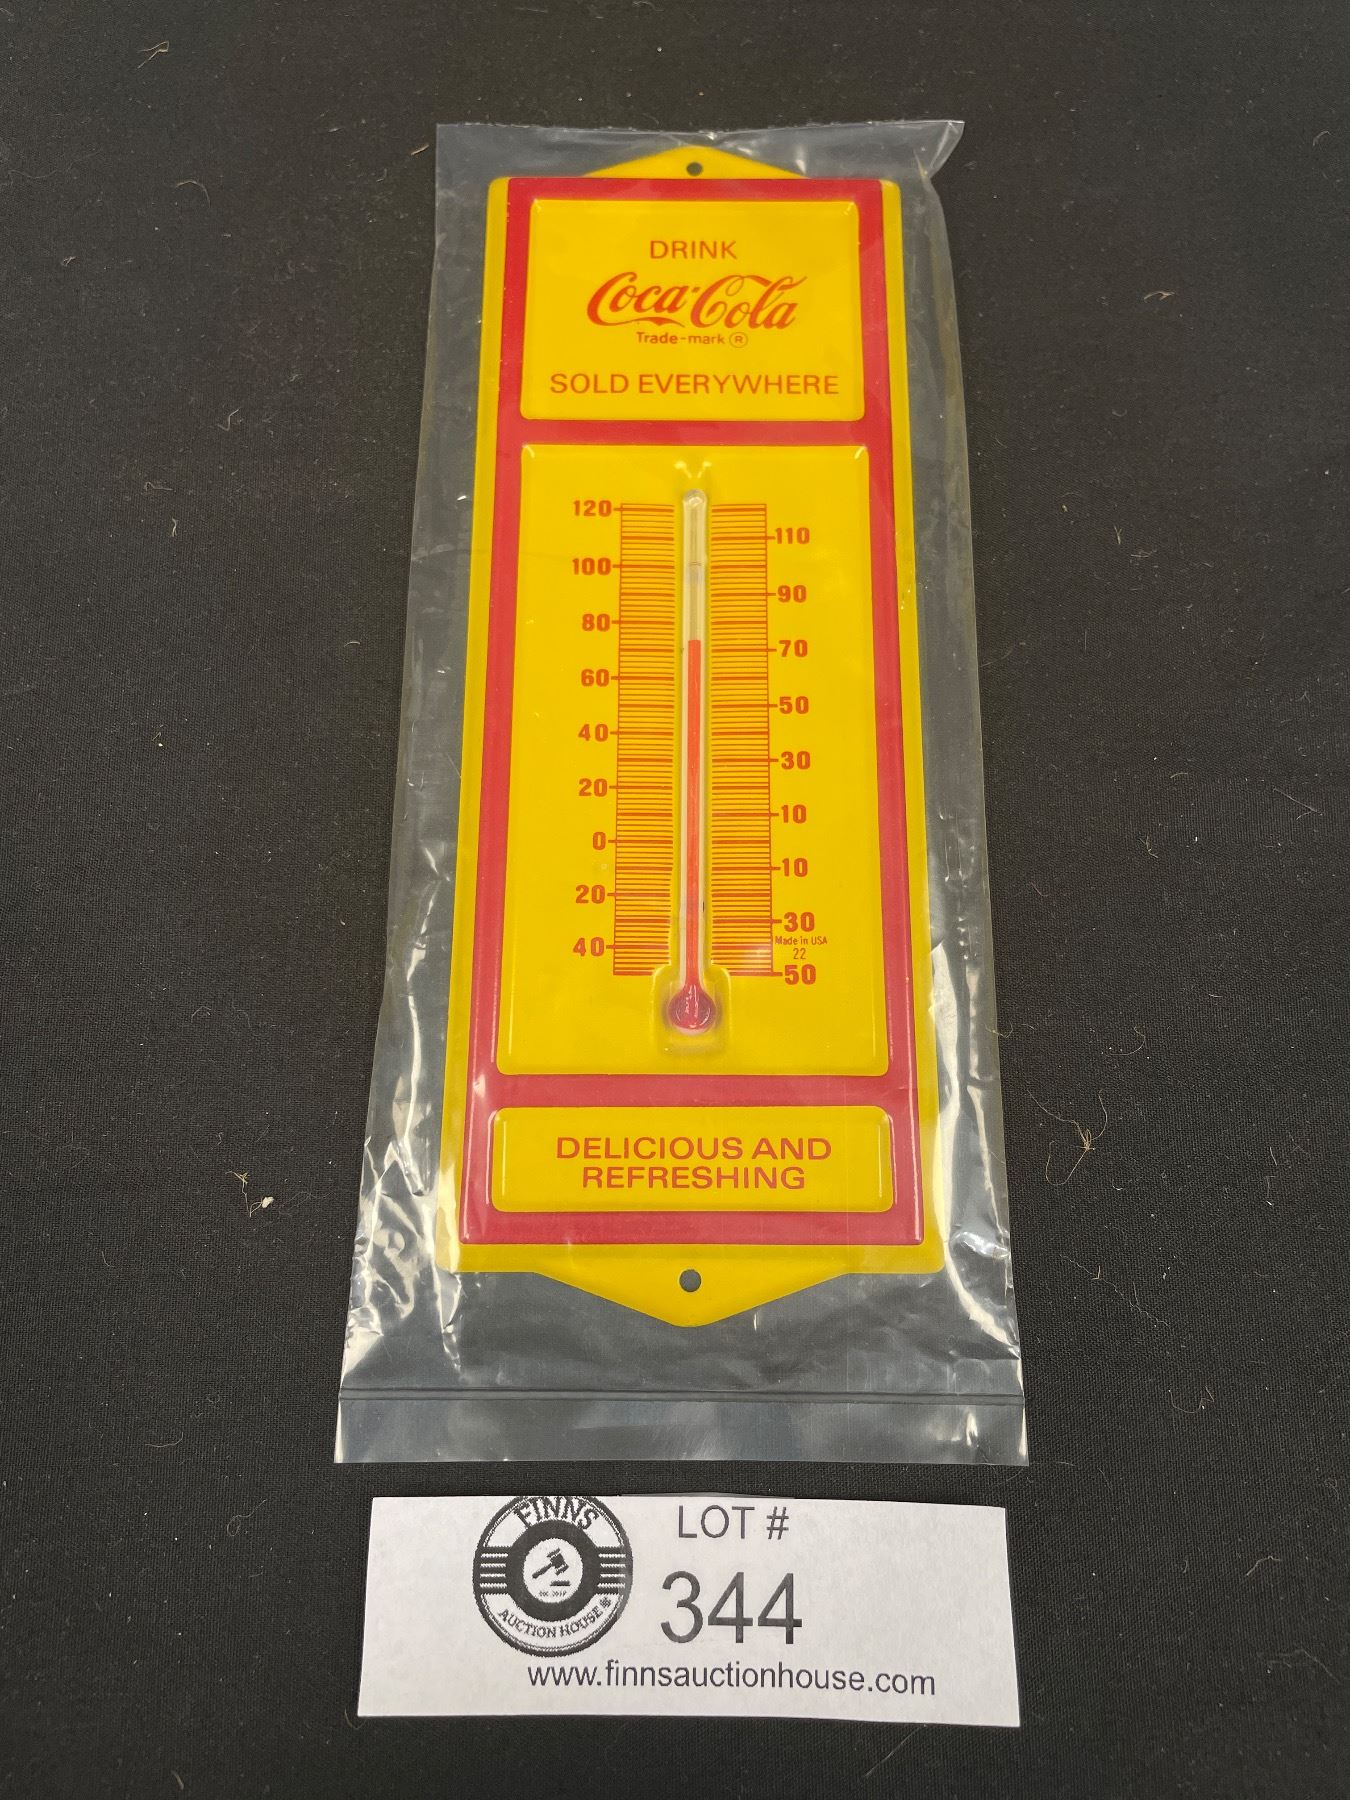 DRINK
Coca-Cola
Trade-mark ®
SOLD EVERYWHERE
120
110
100
90
80
70
60
50
40
30
20
10
0
10
20
30
Made in USA
22
40
50
DELICIOUS AND
REFRESHING
FINNS
AUCTION HOUSE
LOT #
344
www.finnsauctionhouse.com